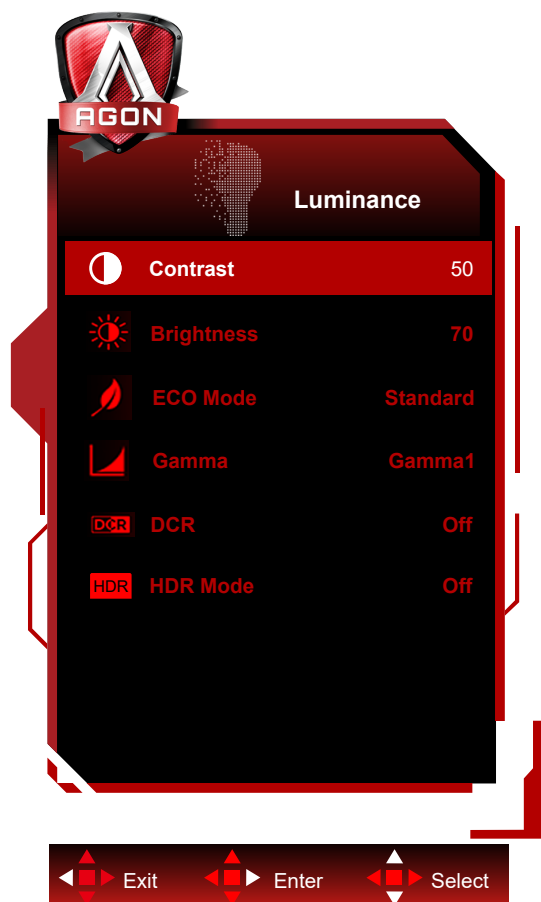 AGON
Luminance
Contrast 50
Brightness 70
ECO Mode Standard
Gamma Gamma1
DCR DCR Off
HDR HDR Mode Off
Exit Enter Select